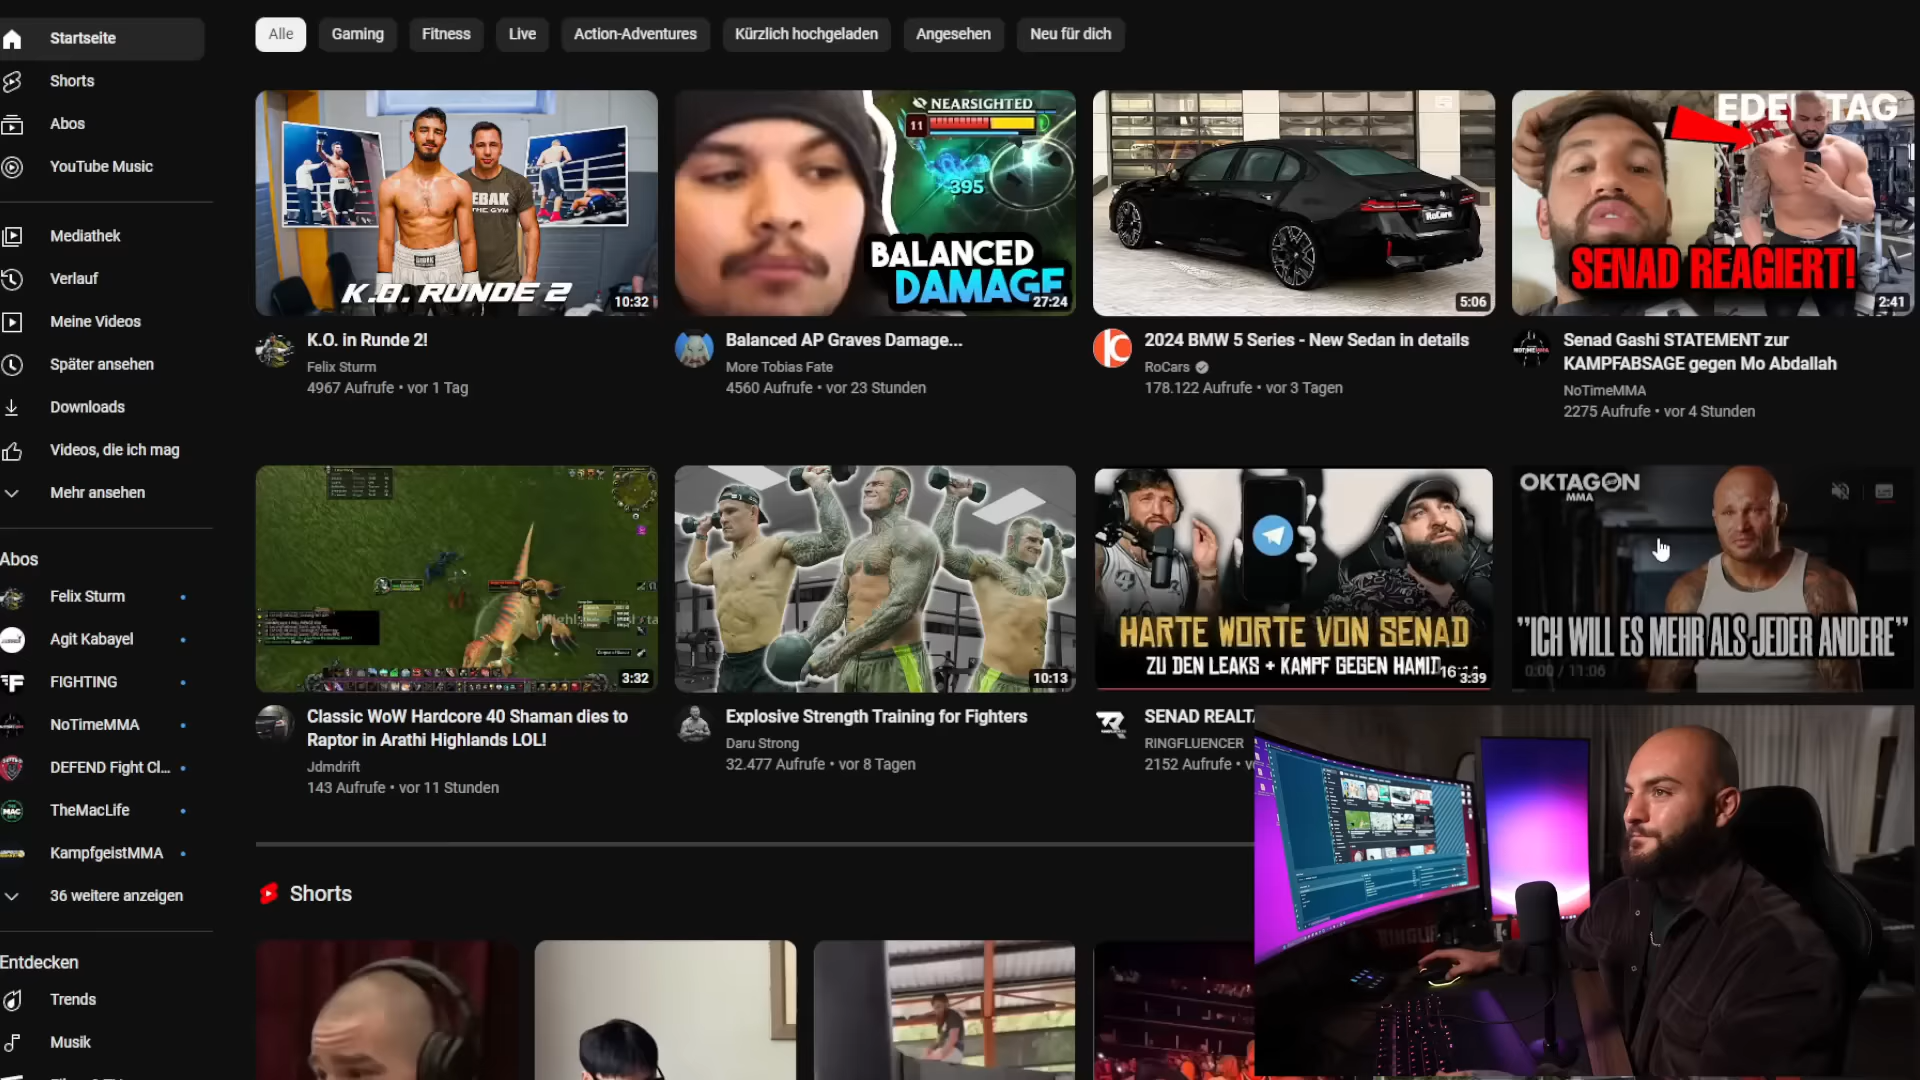 Startseite
Shorts
Abos
YouTube Music
Mediathek
Verlauf
Meine Videos
Später ansehen
Downloads
Videos, die ich mag
Mehr ansehen
Abos
Felix Sturm
Agit Kabayel
FIGHTING
NoTimeMMA
DEFEND Fight Cl...
TheMacLife
KampfgeistMMA
36 weitere anzeigen
Entdecken
Trends
Musik
Alle
Gaming
Fitness
Live
Action-Adventures
Kürzlich hochgeladen
Angesehen
Neu für dich
K.O. RUNDE 2
10:32
K.O. in Runde 2!
Felix Sturm
4967 Aufrufe • vor 1 Tag
NEARSIGHTED
11
395
BALANCED
DAMAGE
27:24
Balanced AP Graves Damage...
More Tobias Fate
4560 Aufrufe • vor 23 Stunden
RoCars
5:06
2024 BMW 5 Series - New Sedan in details
RoCars
178.122 Aufrufe • vor 3 Tagen
SENAD REAGIERT!
2:41
Senad Gashi STATEMENT zur
KAMPFABSAGE gegen Mo Abdallah
NoTimeMMA
2275 Aufrufe • vor 4 Stunden
3:32
Classic WoW Hardcore 40 Shaman dies to
Raptor in Arathi Highlands LOL!
Jdmdrift
143 Aufrufe • vor 11 Stunden
10:13
Explosive Strength Training for Fighters
Daru Strong
32.477 Aufrufe • vor 8 Tagen
HARTE WORTE VON SENAD
ZU DEN LEAKS + KAMPF GEGEN HAMID
3:39
SENAD REALT
RINGFLUENCER
2152 Aufrufe •
OKTAGON
MMA
"ICH WILL ES MEHR ALS JEDER ANDERE"
0:00 / 11:06
Shorts